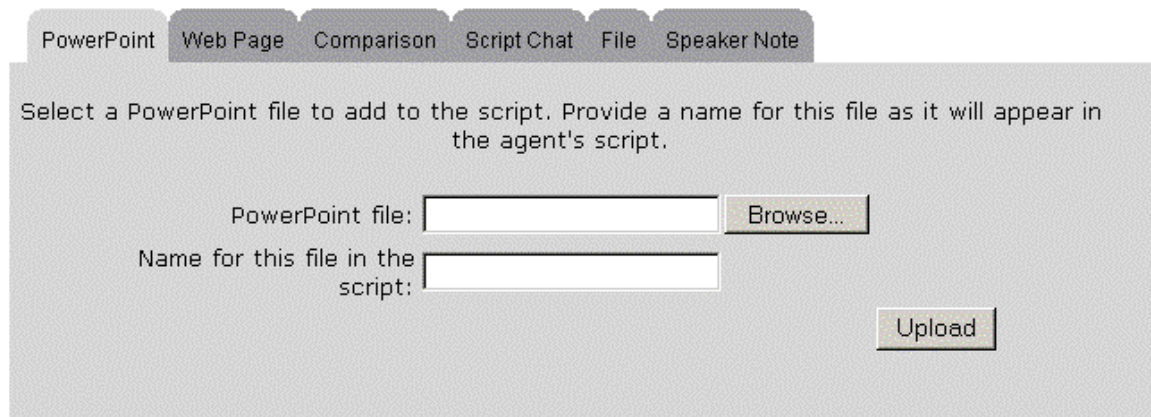 PowerPoint Web Page Comparison Script Chat File Speaker Note
Select a PowerPoint file to add to the script. Provide a name for this file as it will appear in
the agent's script.
PowerPoint file: Browse...
Name for this file in the
script:
Upload